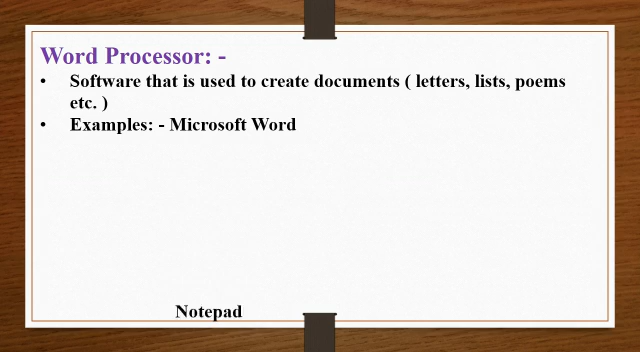 Word Processor: -
• Software that is used to create documents ( letters, lists, poems
etc. )
• Examples: - Microsoft Word
Notepad